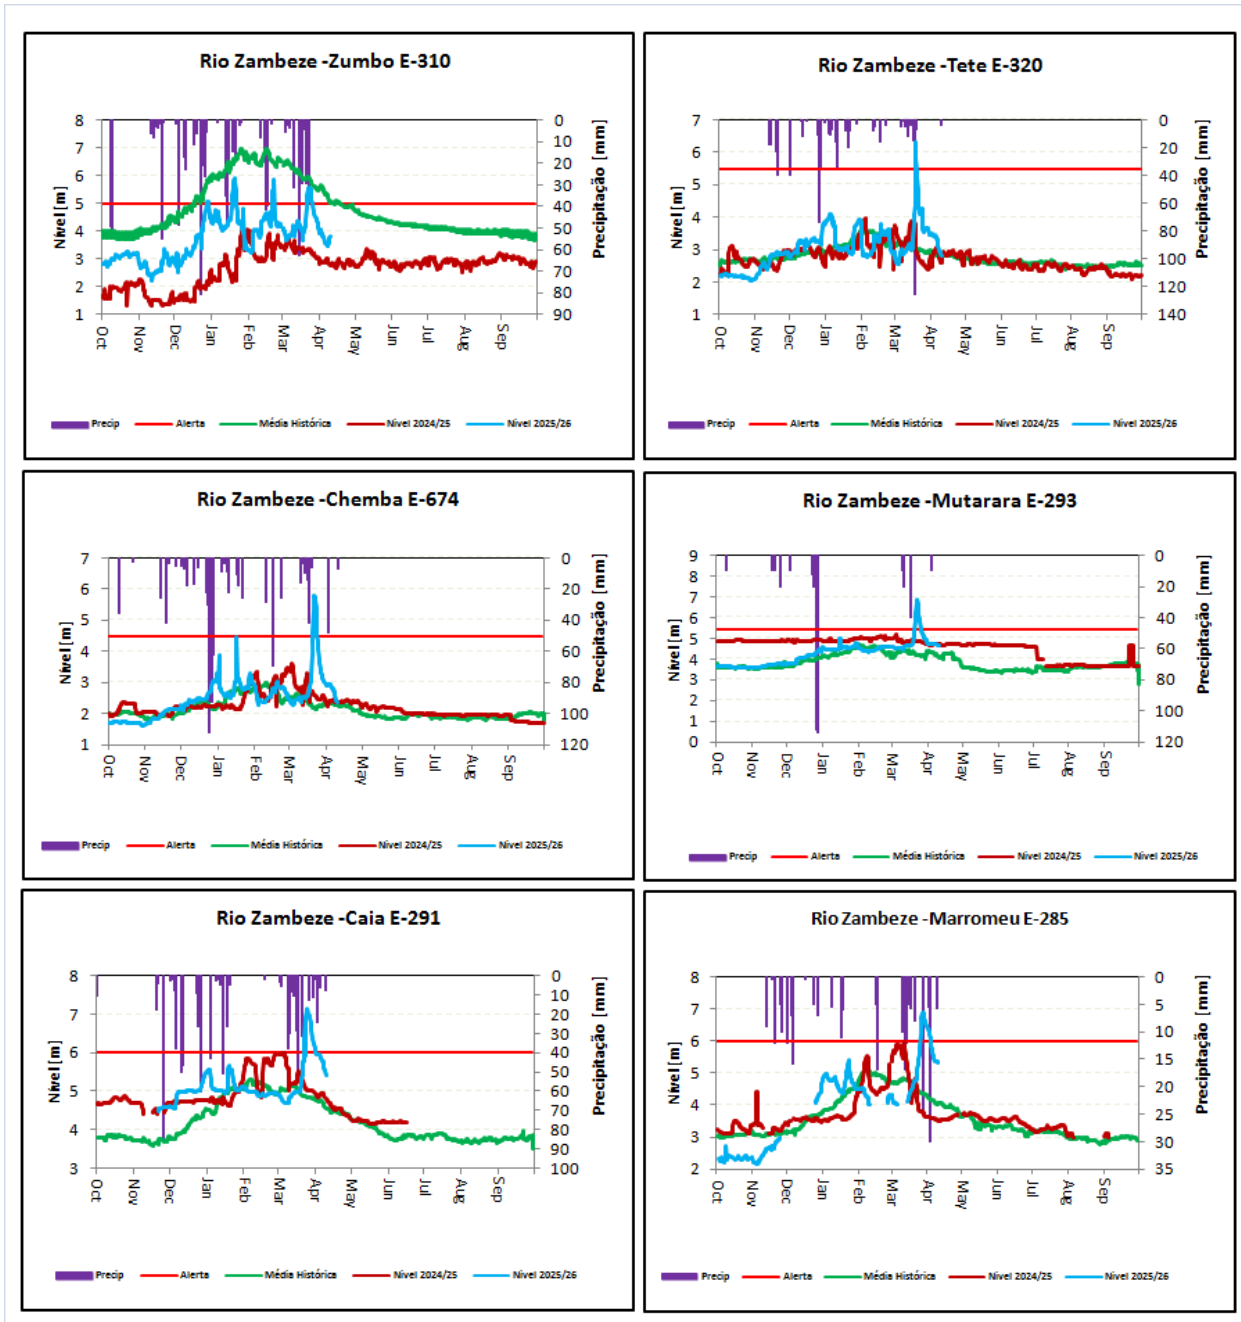 Rio Zambeze -Zumbo E-310
Nível [m]
8
7
6
5
4
3
2
1
0
10
20
30
40
50
60
70
80
90
Precipitação [mm]
Oct
Nov
Dec
Jan
Feb
Mar
Apr
May
Jun
Jul
Aug
Sep
Precip
Alerta
Média Histórica
Nivel 2024/25
Nivel 2025/26
Rio Zambeze -Tete E-320
Nível [m]
7
6
5
4
3
2
1
0
20
40
60
80
100
120
140
Precipitação [mm]
Oct
Nov
Dec
Jan
Feb
Mar
Apr
May
Jun
Jul
Aug
Sep
Precip
Alerta
Média Histórica
Nivel 2024/25
Nivel 2025/26
Rio Zambeze -Chemba E-674
Nível [m]
7
6
5
4
3
2
1
0
20
40
60
80
100
120
Precipitação [mm]
Oct
Nov
Dec
Jan
Feb
Mar
Apr
May
Jun
Jul
Aug
Sep
Precip
Alerta
Média Histórica
Nivel 2024/25
Nivel 2025/26
Rio Zambeze -Mutarara E-293
Nível [m]
9
8
7
6
5
4
3
2
1
0
0
20
40
60
80
100
120
Precipitação [mm]
Oct
Nov
Dec
Jan
Feb
Mar
Apr
May
Jun
Jul
Aug
Sep
Precip
Alerta
Média Histórica
Nivel 2024/25
Nivel 2025/26
Rio Zambeze -Caia E-291
Nível [m]
8
7
6
5
4
3
0
10
20
30
40
50
60
70
80
90
100
Precipitação [mm]
Oct
Nov
Dec
Jan
Feb
Mar
Apr
May
Jun
Jul
Aug
Sep
Precip
Alerta
Média Histórica
Nivel 2024/25
Nivel 2025/26
Rio Zambeze -Marromeu E-285
Nível [m]
8
7
6
5
4
3
2
0
5
10
15
20
25
30
35
Precipitação [mm]
Oct
Nov
Dec
Jan
Feb
Mar
Apr
May
Jun
Jul
Aug
Sep
Precip
Alerta
Média Histórica
Nivel 2024/25
Nivel 2025/26